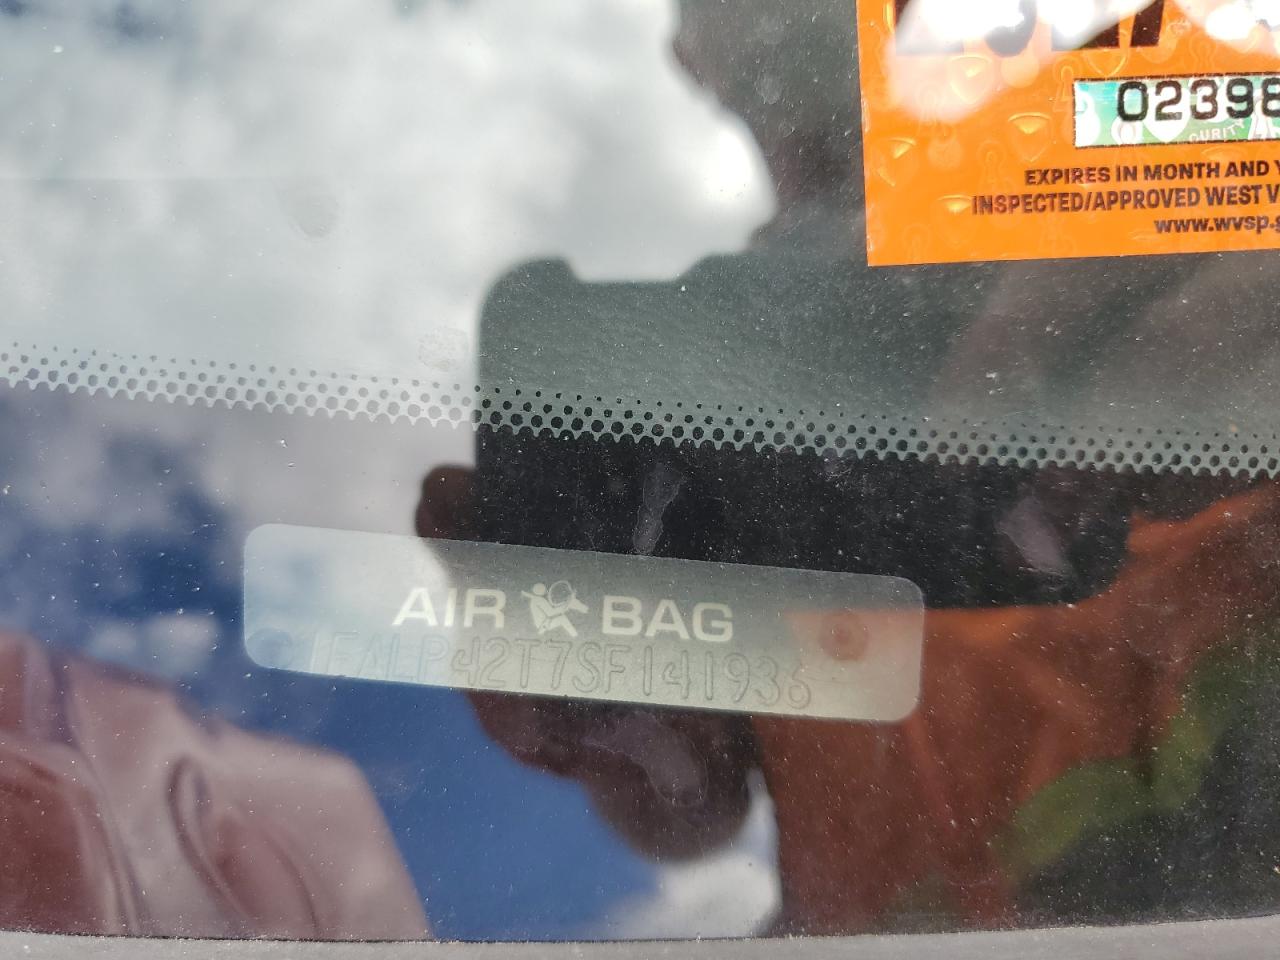 02398
EXPIRES IN MONTH AND Y
INSPECTED/APPROVED WEST V
www.wvsp.g
AIR BAG
1FALP42T7SF141936